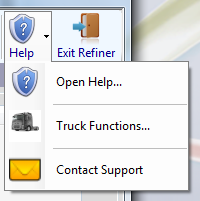 Help Exit Refiner
Open Help...
Truck Functions...
Contact Support